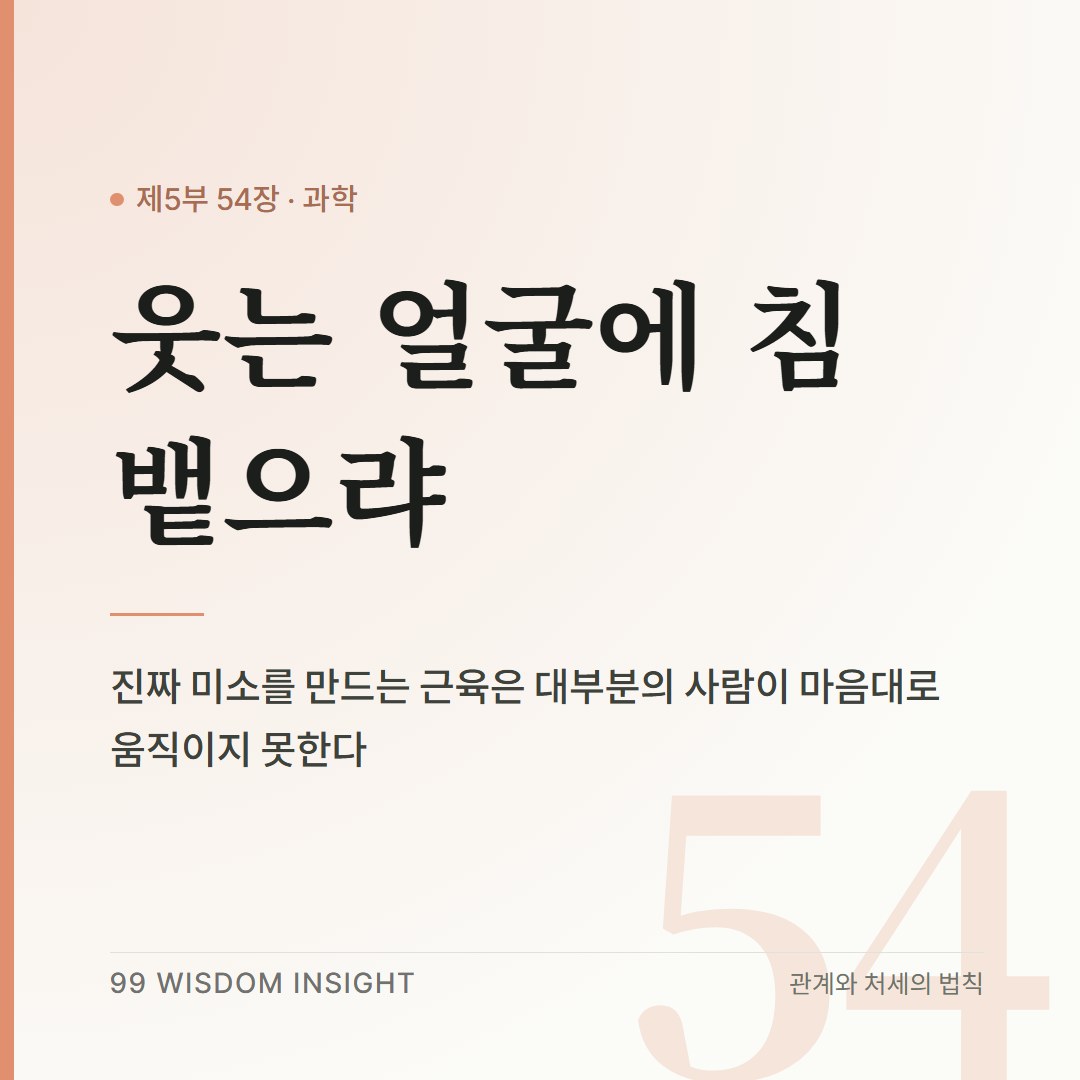 제5부 54장 · 과학
웃는 얼굴에 침
뱉으랴
진짜 미소를 만드는 근육은 대부분의 사람이 마음대로
움직이지 못한다
54
99 WISDOM INSIGHT
관계와 처세의 법칙